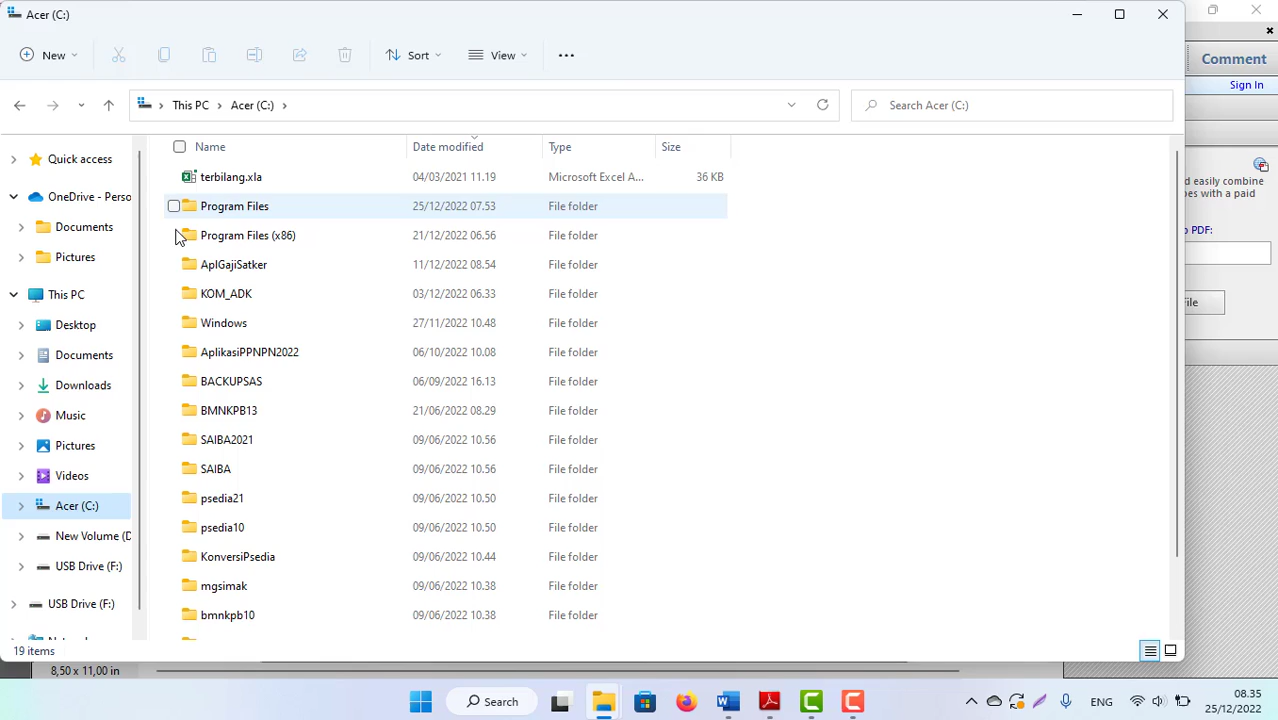 Acer (C:)
New
Sort
View
Comment
Sign In
This PC
Acer (C:)
Search Acer (C:)
Name
Date modified
Type
Size
terbilang.xla 04/03/2021 11.19 Microsoft Excel A... 36 KB
Program Files 25/12/2022 07.53 File folder
Program Files (x86) 21/12/2022 06.56 File folder
AplGajiSatker 11/12/2022 08.54 File folder
KOM_ADK 03/12/2022 06.33 File folder
Windows 27/11/2022 10.48 File folder
AplikasiPPNPN2022 06/10/2022 10.08 File folder
BACKUPSAS 06/09/2022 16.13 File folder
BMNKPB13 21/06/2022 08.29 File folder
SAIBA2021 09/06/2022 10.56 File folder
SAIBA 09/06/2022 10.56 File folder
psedia21 09/06/2022 10.50 File folder
psedia10 09/06/2022 10.50 File folder
KonversiPsedia 09/06/2022 10.44 File folder
mgsimak 09/06/2022 10.38 File folder
bmnkpb10 09/06/2022 10.38 File folder
Quick access
OneDrive - Perso
Documents
Pictures
This PC
Desktop
Documents
Downloads
Music
Pictures
Videos
Acer (C:)
New Volume (D
USB Drive (F:)
USB Drive (F:)
d easily combine
pes with a paid
o PDF:
ile
19 items
8,50 x 11,00 in
Search
ENG
08.35
25/12/2022